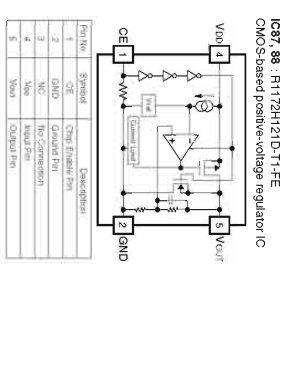 IC87, 88 : R1172H121D-T1-FE
CMOS-based positive-voltage regulator IC
VDD 4
5 VOUT
Vref
Current Limit
CE 1
2 GND
Pin No Symbol Description
1 CE Chip Enable Pin
2 GND Ground Pin
3 NC No Connection
4 VDD Input Pin
5 VOUT Output Pin